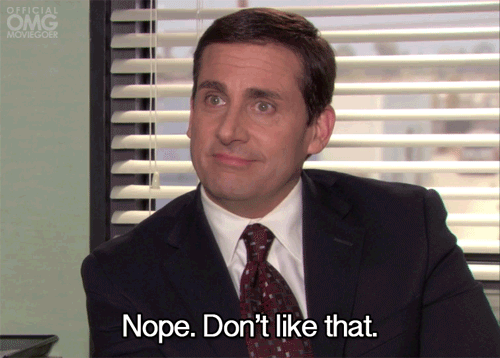 OFFICIAL
OMG
MOVIEGOER
Nope. Don't like that.